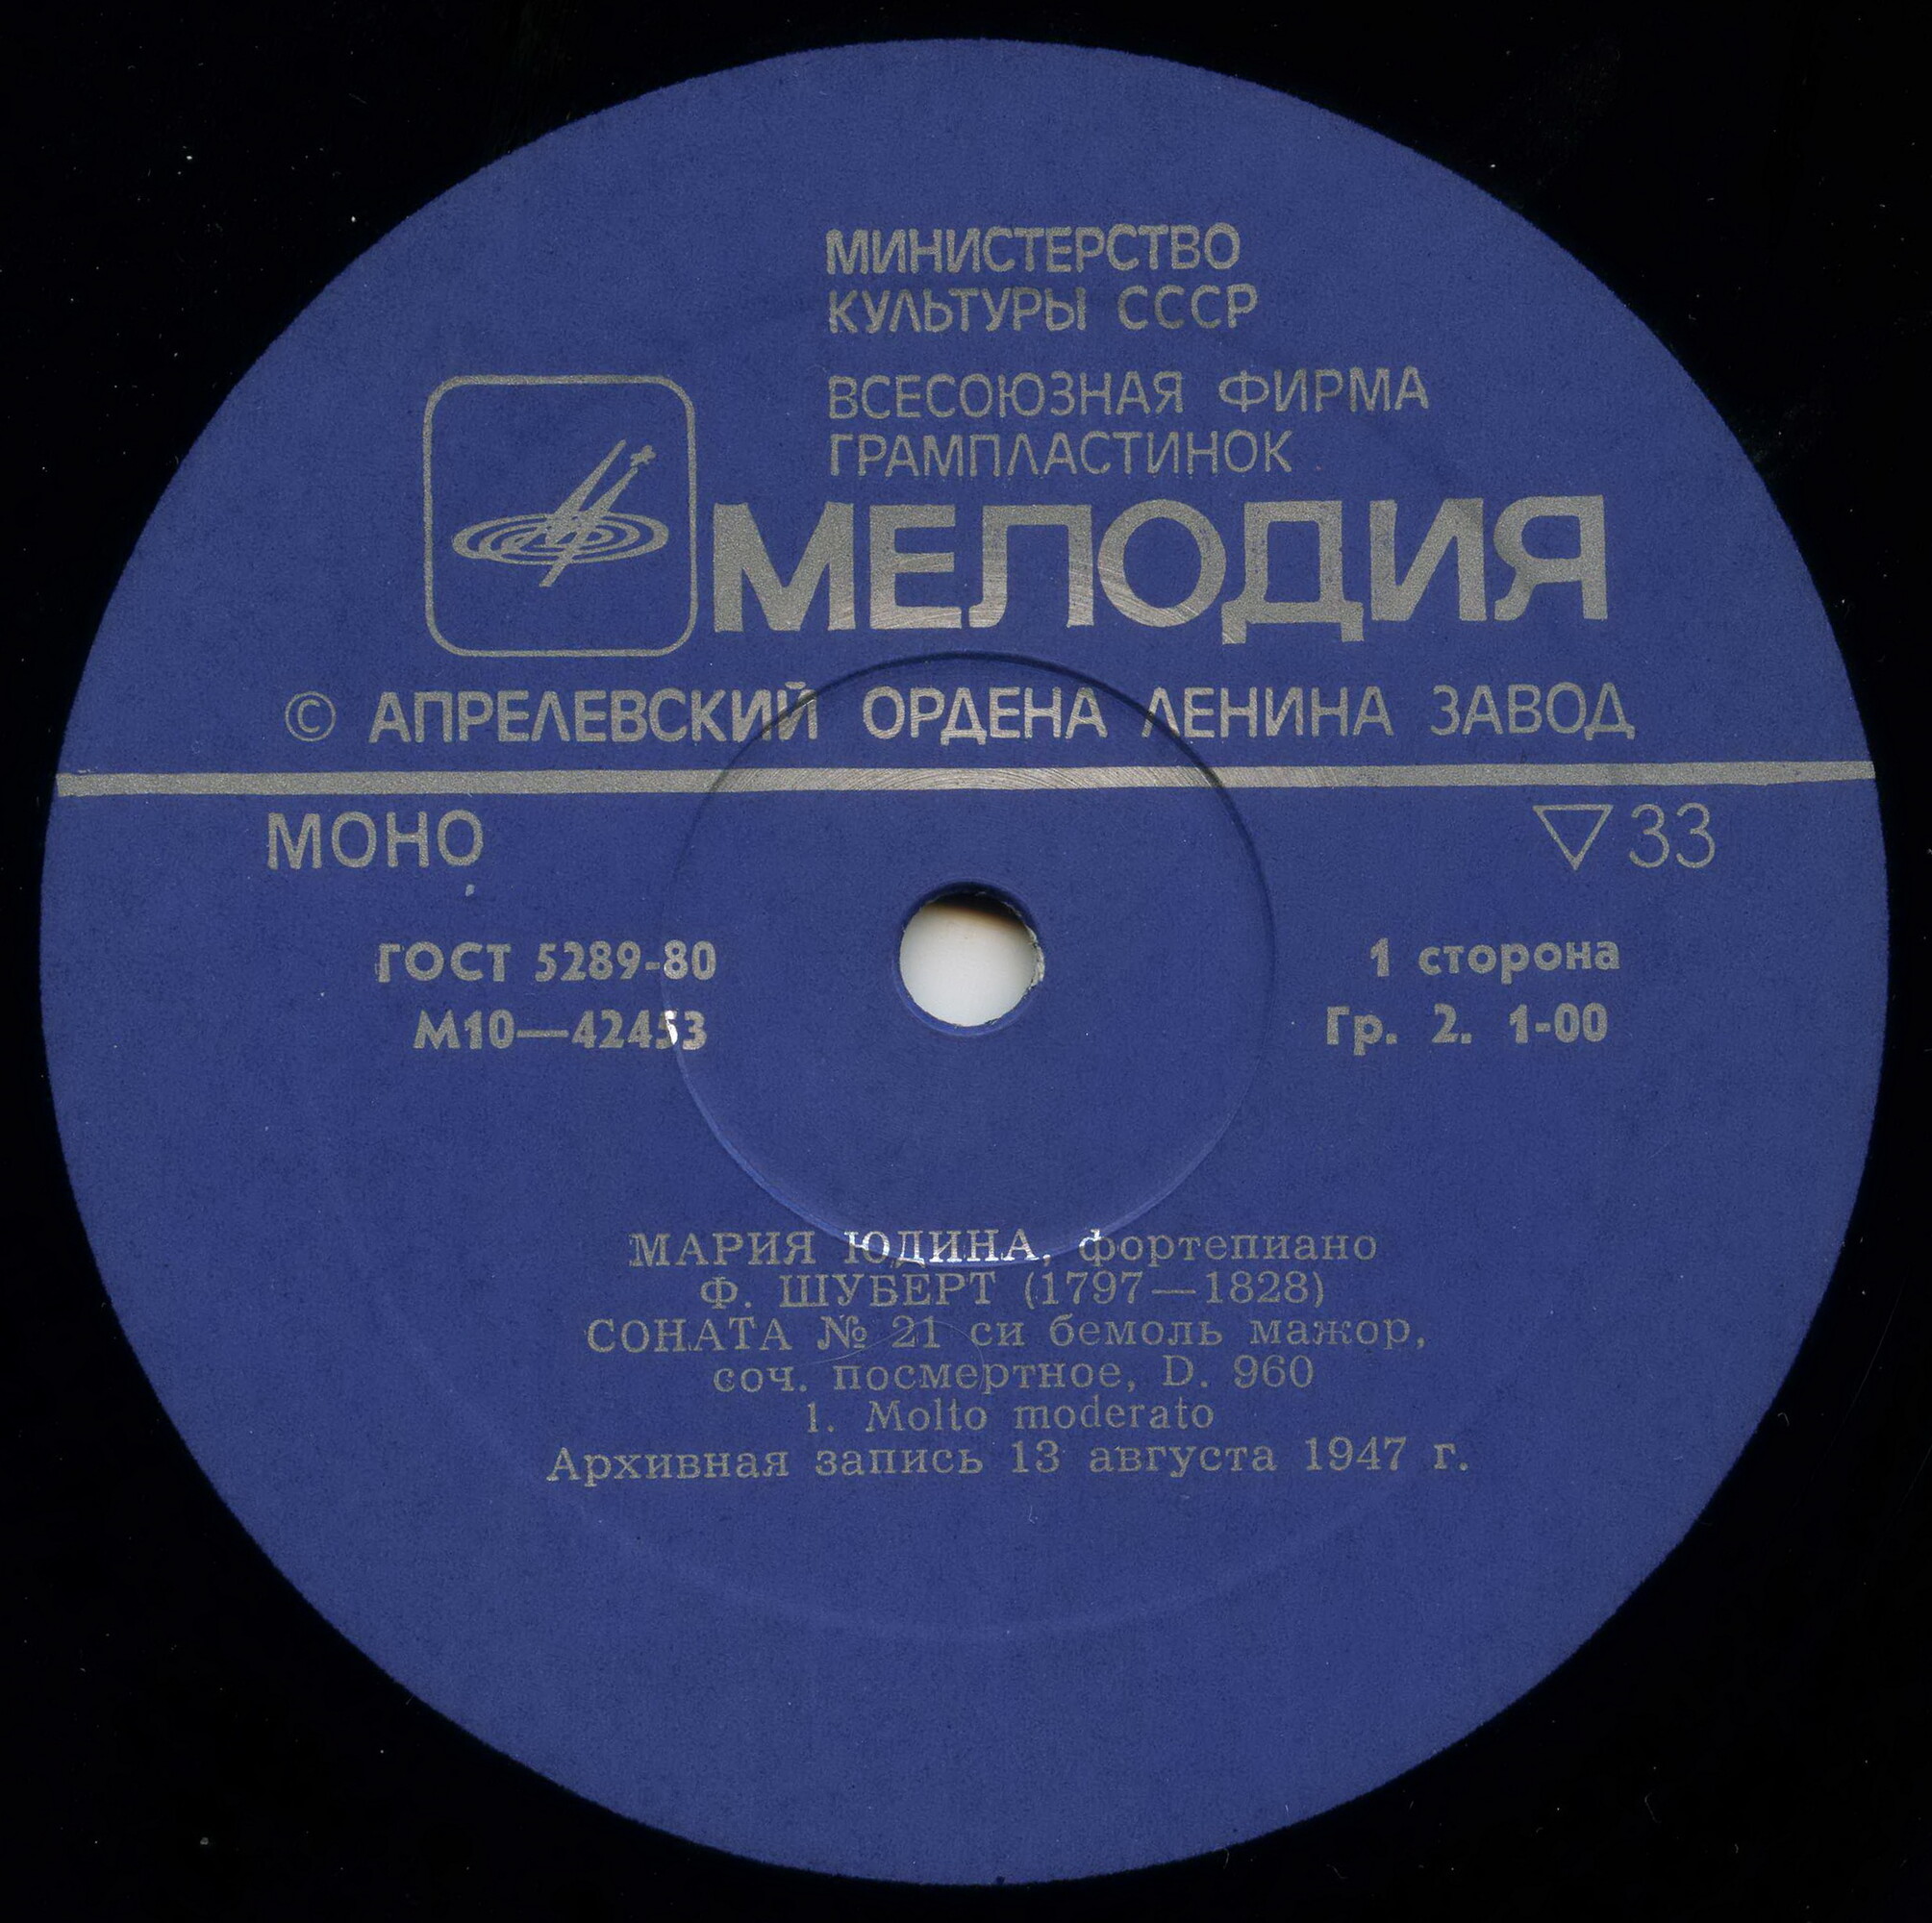 МИНИСТЕРСТВО
КУЛЬТУРЫ СССР
ВСЕСОЮЗНАЯ ФИРМА
ГРАМПЛАСТИНОК
МЕЛОДИЯ
© АПРЕЛЕВСКИЙ ОРДЕНА ЛЕНИНА ЗАВОД
МОНО
▽ 33
ГОСТ 5289-80
М10—42453
1 сторона
Гр. 2. 1-00
МАРИЯ ЮДИНА, фортепиано
Ф. ШУБЕРТ (1797—1828)
СОНАТА № 21 си бемоль мажор,
соч. посмертное, D. 960
1. Molto moderato
Архивная запись 13 августа 1947 г.